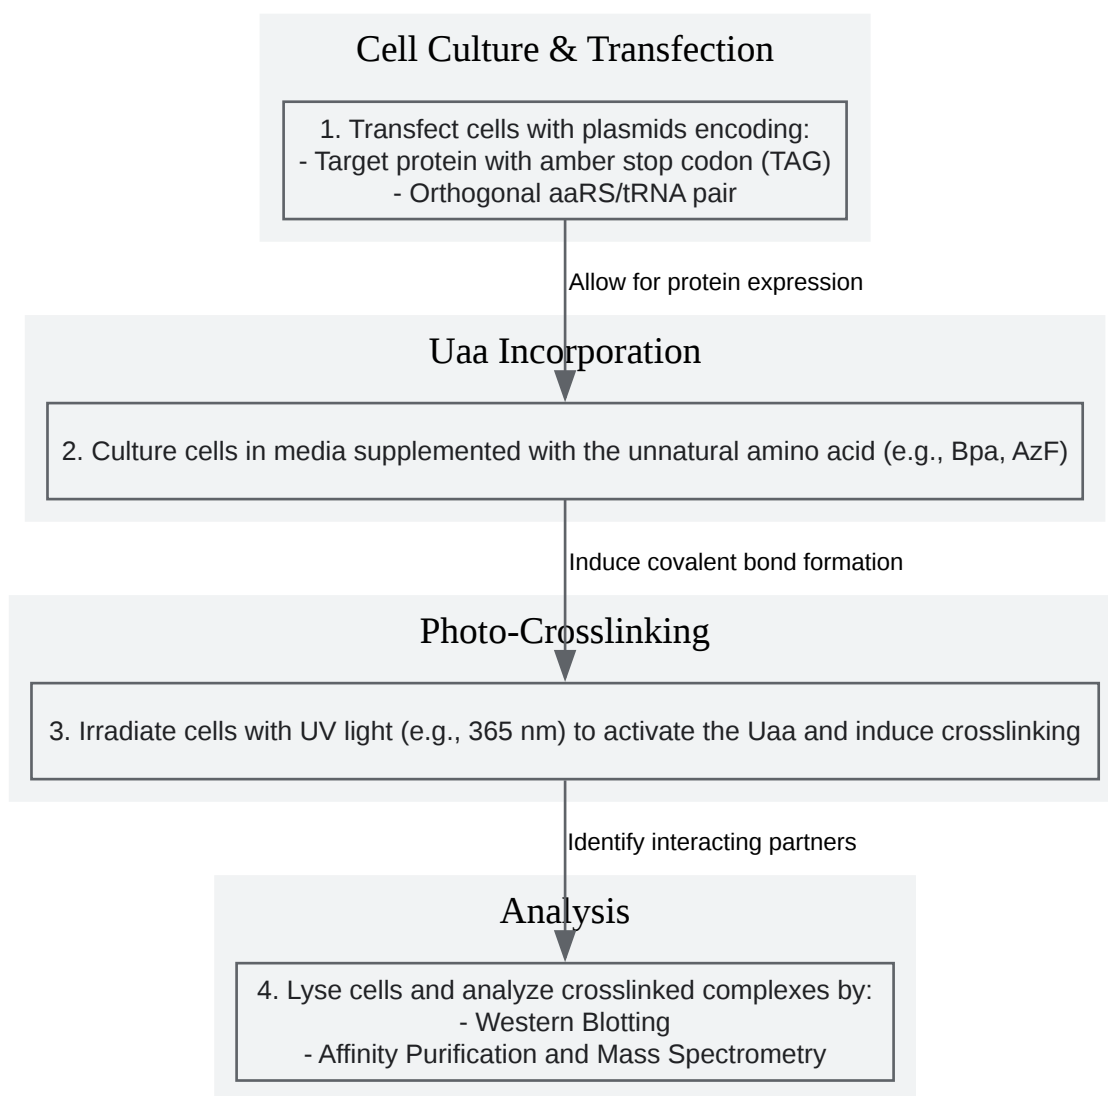 Cell Culture & Transfection
1. Transfect cells with plasmids encoding:
- Target protein with amber stop codon (TAG)
- Orthogonal aaRS/tRNA pair
Allow for protein expression
Uaa Incorporation
2. Culture cells in media supplemented with the unnatural amino acid (e.g., Bpa, AzF)
Induce covalent bond formation
Photo-Crosslinking
3. Irradiate cells with UV light (e.g., 365 nm) to activate the Uaa and induce crosslinking
Identify interacting partners
Analysis
4. Lyse cells and analyze crosslinked complexes by:
- Western Blotting
- Affinity Purification and Mass Spectrometry